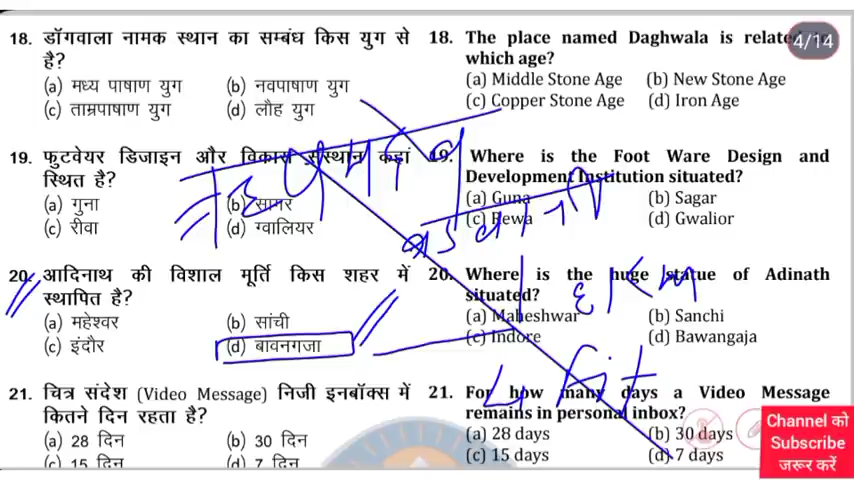 18. डॉगवाला नामक स्थान का सम्बंध किस युग से
है?
(a) मध्य पाषाण युग (b) नवपाषाण युग
(c) ताम्रपाषाण युग (d) लौह युग
19. फुटवेयर डिजाइन और विकास संस्थान कहां
स्थित है?
(a) गुना (b) सागर
(c) रीवा (d) ग्वालियर
20. आदिनाथ की विशाल मूर्ति किस शहर में
स्थापित है?
(a) महेश्वर (b) सांची
(c) इंदौर (d) बावनगजा
21. चित्र संदेश (Video Message) निजी इनबॉक्स में
कितने दिन रहता है?
(a) 28 दिन (b) 30 दिन
(c) 15 दिन (d) 7 दिन
18. The place named Daghwala is related
which age?
(a) Middle Stone Age (b) New Stone Age
(c) Copper Stone Age (d) Iron Age
19. Where is the Foot Ware Design and
Development Institution situated?
(a) Guna (b) Sagar
(c) Rewa (d) Gwalior
20. Where is the huge statue of Adinath
situated?
(a) Maheshwar (b) Sanchi
(c) Indore (d) Bawangaja
21. For how many days a Video Message
remains in personal inbox?
(a) 28 days (b) 30 days
(c) 15 days (d) 7 days
4/14
Channel को
Subscribe
जरूर करें